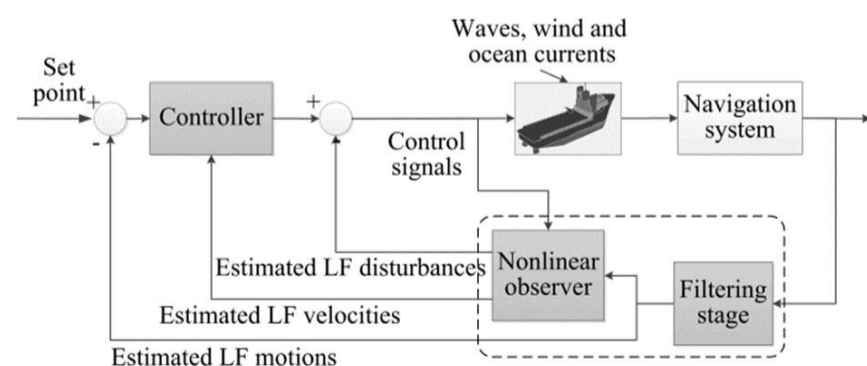 Waves, wind and
ocean currents
Set
point
+
-
Controller
+
-
Control
signals
Navigation
system
Estimated LF disturbances
Nonlinear
observer
Filtering
stage
Estimated LF velocities
Estimated LF motions